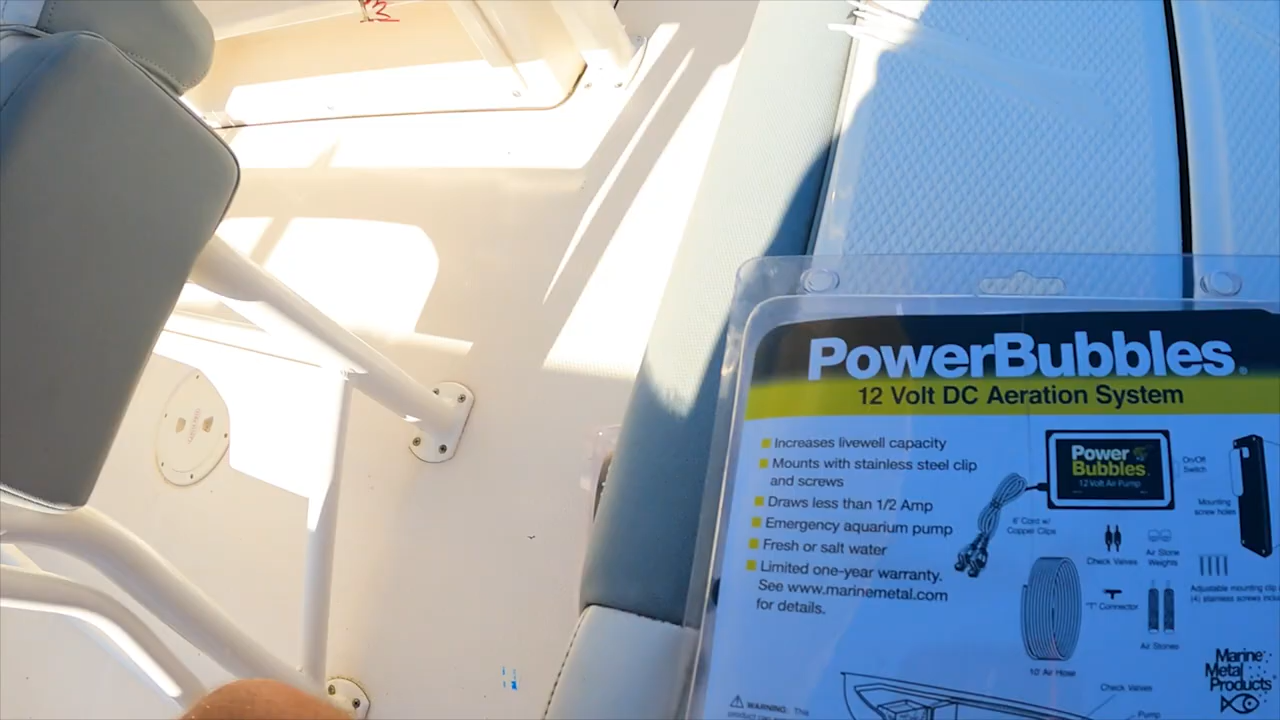 PowerBubbles®
12 Volt DC Aeration System
Increases livewell capacity
Mounts with stainless steel clip
and screws
Draws less than 1/2 Amp
Emergency aquarium pump
Fresh or salt water
Limited one-year warranty.
See www.marinemetal.com
for details.
Power
Bubbles
12 Volt Air Pump
On/Off
Switch
Mounting
screw holes
6' Cord w/
Copper Clips
Check Valves
Air Stone
Weights
Adjustable mounting clip
(4) stainless screws
"T" Connector
Air Stones
10' Air Hose
Marine
Metal
Products
WARNING: This
Check Valves
Pump